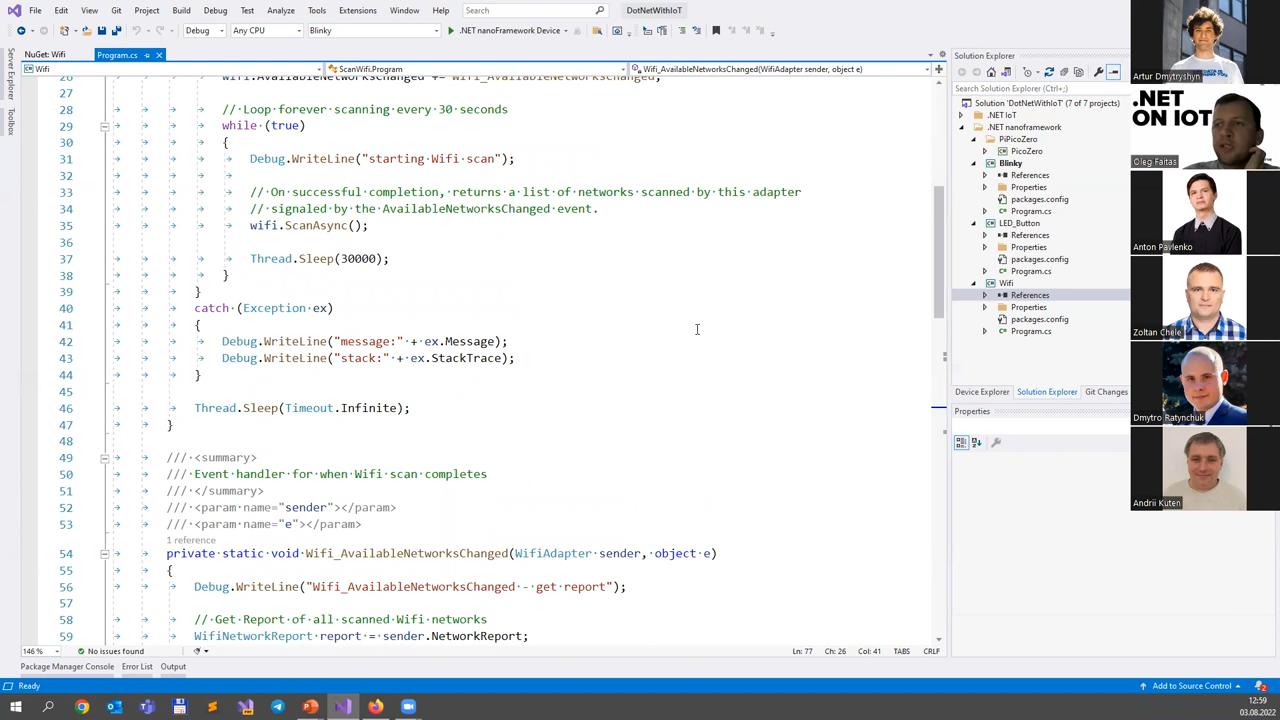 File Edit View Git Project Build Debug Test Analyze Tools Extensions Window Help Search DotNetWithIoT
Debug Any CPU Blinky .NET nanoFramework Device
Server Explorer
Toolbox
NuGet: Wifi Program.cs
Wifi ScanWifi.Program Wifi_AvailableNetworksChanged(WifiAdapter sender, object e)
26 wifi.AvailableNetworksChanged += Wifi_AvailableNetworksChanged;
27
28 // Loop forever scanning every 30 seconds
29 while (true)
30 {
31 Debug.WriteLine("starting Wifi scan");
32
33 // On successful completion, returns a list of networks scanned by this adapter
34 // signaled by the AvailableNetworksChanged event.
35 wifi.ScanAsync();
36
37 Thread.Sleep(30000);
38 }
39 }
40 catch (Exception ex)
41 {
42 Debug.WriteLine("message:" + ex.Message);
43 Debug.WriteLine("stack:" + ex.StackTrace);
44 }
45
46 Thread.Sleep(Timeout.Infinite);
47 }
48
49 /// <summary>
50 /// Event handler for when Wifi scan completes
51 /// </summary>
52 /// <param name="sender"></param>
53 /// <param name="e"></param>
1 reference
54 private static void Wifi_AvailableNetworksChanged(WifiAdapter sender, object e)
55 {
56 Debug.WriteLine("Wifi_AvailableNetworksChanged - get report");
57
58 // Get Report of all scanned Wifi networks
59 WifiNetworkReport report = sender.NetworkReport;
146 % No issues found Ln: 77 Ch: 26 Col: 41 TABS CRLF
Package Manager Console Error List Output
Ready Add to Source Control 2
Solution Explorer
Search Solution Explorer (Ctrl+;)
Solution 'DotNetWithIoT' (7 of 7 projects)
.NET IoT
.NET nanoframework
PiPicoZero
PicoZero
Blinky
References
Properties
packages.config
Program.cs
LED_Button
References
Properties
packages.config
Program.cs
Wifi
References
Properties
packages.config
Program.cs
Device Explorer Solution Explorer Git Changes
Properties
Artur Dmytryshyn
.NET
ON IOT
Oleg Faitas
Anton Pavlenko
Zoltan Chele
Dmytro Ratynchuk
Andrii Kuten
12:59
03.08.2022